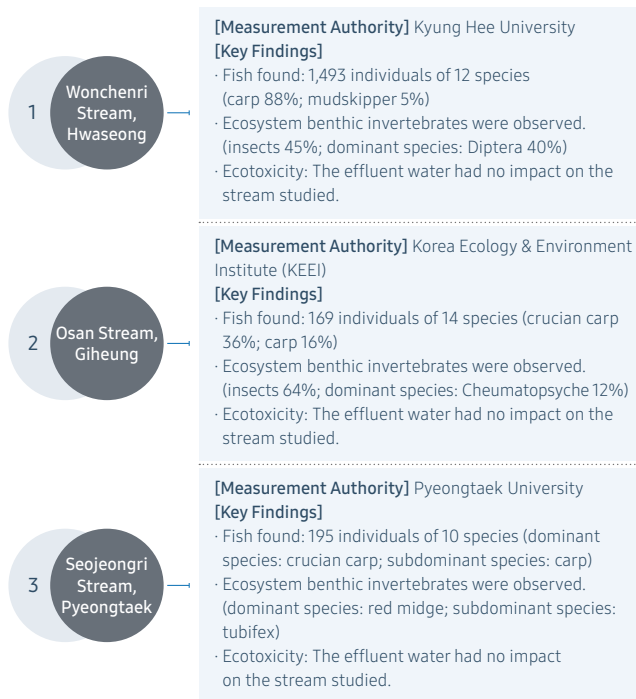 1
Wonchenri
Stream,
Hwaseong
[Measurement Authority] Kyung Hee University
[Key Findings]
· Fish found: 1,493 individuals of 12 species
(carp 88%; mudskipper 5%)
· Ecosystem benthic invertebrates were observed.
(insects 45%; dominant species: Diptera 40%)
· Ecotoxicity: The effluent water had no impact on the
stream studied.
2
Osan Stream,
Giheung
[Measurement Authority] Korea Ecology & Environment
Institute (KEEI)
[Key Findings]
· Fish found: 169 individuals of 14 species (crucian carp
36%; carp 16%)
· Ecosystem benthic invertebrates were observed.
(insects 64%; dominant species: Cheumatopsyche 12%)
· Ecotoxicity: The effluent water had no impact on the
stream studied.
3
Seojeongri
Stream,
Pyeongtaek
[Measurement Authority] Pyeongtaek University
[Key Findings]
· Fish found: 195 individuals of 10 species (dominant
species: crucian carp; subdominant species: carp)
· Ecosystem benthic invertebrates were observed.
(dominant species: red midge; subdominant species:
tubifex)
· Ecotoxicity: The effluent water had no impact
on the stream studied.